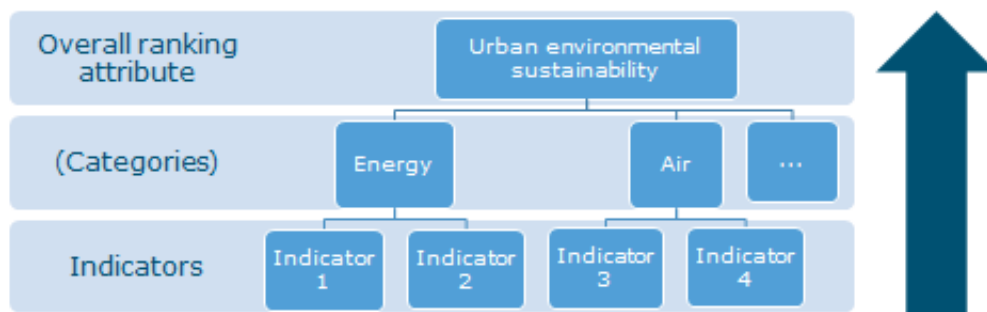 Overall ranking
attribute
Urban environmental
sustainability
(Categories)
Energy
Air
...
Indicators
Indicator
1
Indicator
2
Indicator
3
Indicator
4